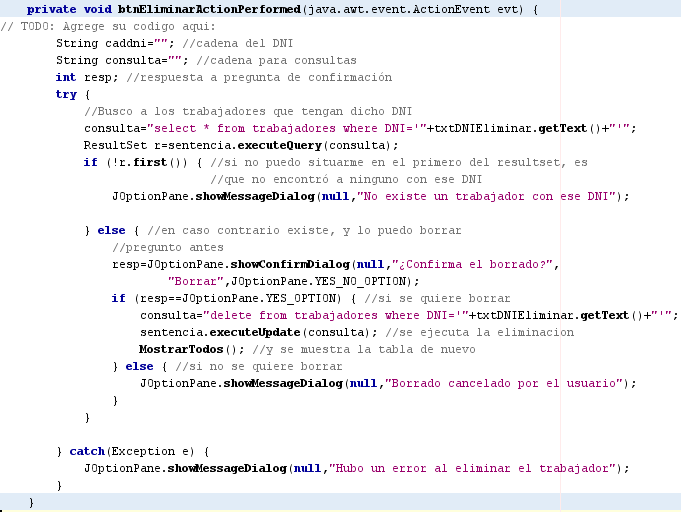 private void btnEliminarActionPerformed(java.awt.event.ActionEvent evt) {
// TODO: Agrege su codigo aqui:
String caddni=""; //cadena del DNI
String consulta=""; //cadena para consultas
int resp; //respuesta a pregunta de confirmación
try {
//Busco a los trabajadores que tengan dicho DNI
consulta="select * from trabajadores where DNI='"+txtDNIEliminar.getText()+"'";
ResultSet r=sentencia.executeQuery(consulta);
if (!r.first()) { //si no puedo situarme en el primero del resultset, es
//que no encontró a ninguno con ese DNI
JOptionPane.showMessageDialog(null,"No existe un trabajador con ese DNI");
} else { //en caso contrario existe, y lo puedo borrar
//pregunto antes
resp=JOptionPane.showConfirmDialog(null,"¿Confirma el borrado?",
"Borrar",JOptionPane.YES_NO_OPTION);
if (resp==JOptionPane.YES_OPTION) { //si se quiere borrar
consulta="delete from trabajadores where DNI='"+txtDNIEliminar.getText()+"'";
sentencia.executeUpdate(consulta); //se ejecuta la eliminacion
MostrarTodos(); //y se muestra la tabla de nuevo
} else { //si no se quiere borrar
JOptionPane.showMessageDialog(null,"Borrado cancelado por el usuario");
}
}
} catch(Exception e) {
JOptionPane.showMessageDialog(null,"Hubo un error al eliminar el trabajador");
}
}